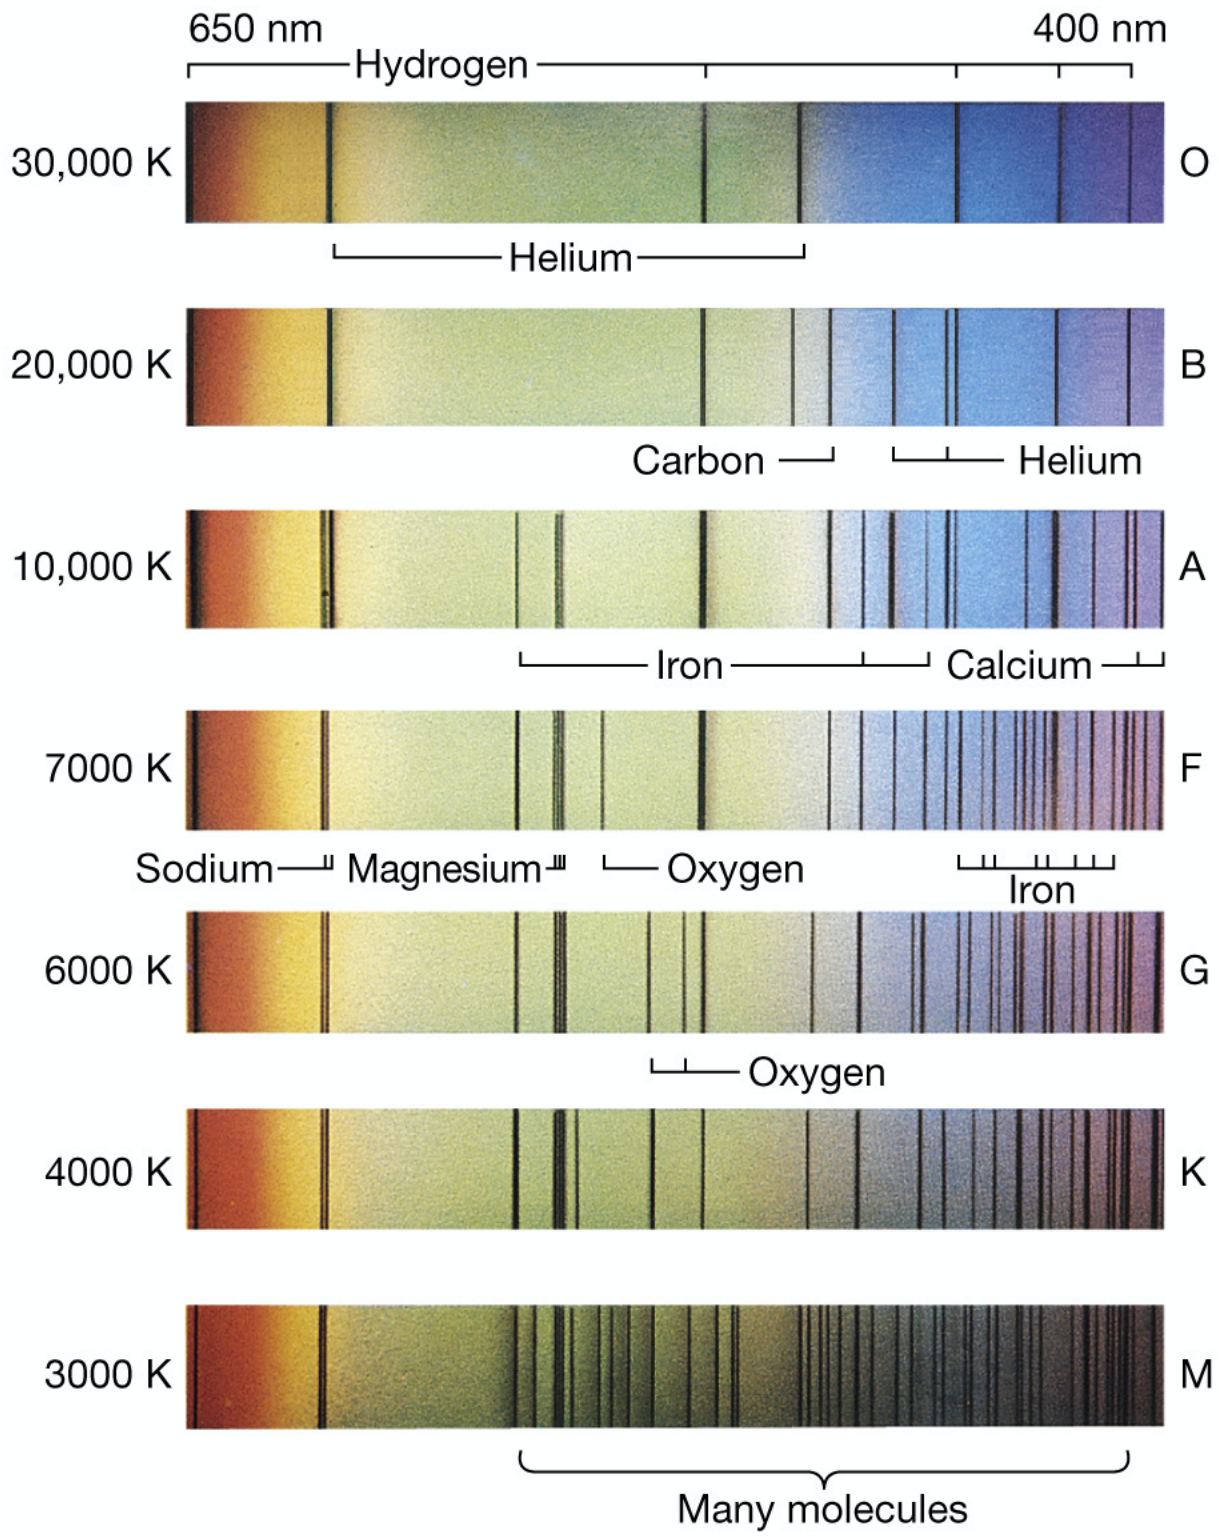 650 nm 400 nm
Hydrogen
30,000 K O
Helium
20,000 K B
Carbon Helium
10,000 K A
Iron Calcium
7000 K F
Sodium Magnesium Oxygen Iron
6000 K G
Oxygen
4000 K K
3000 K M
Many molecules